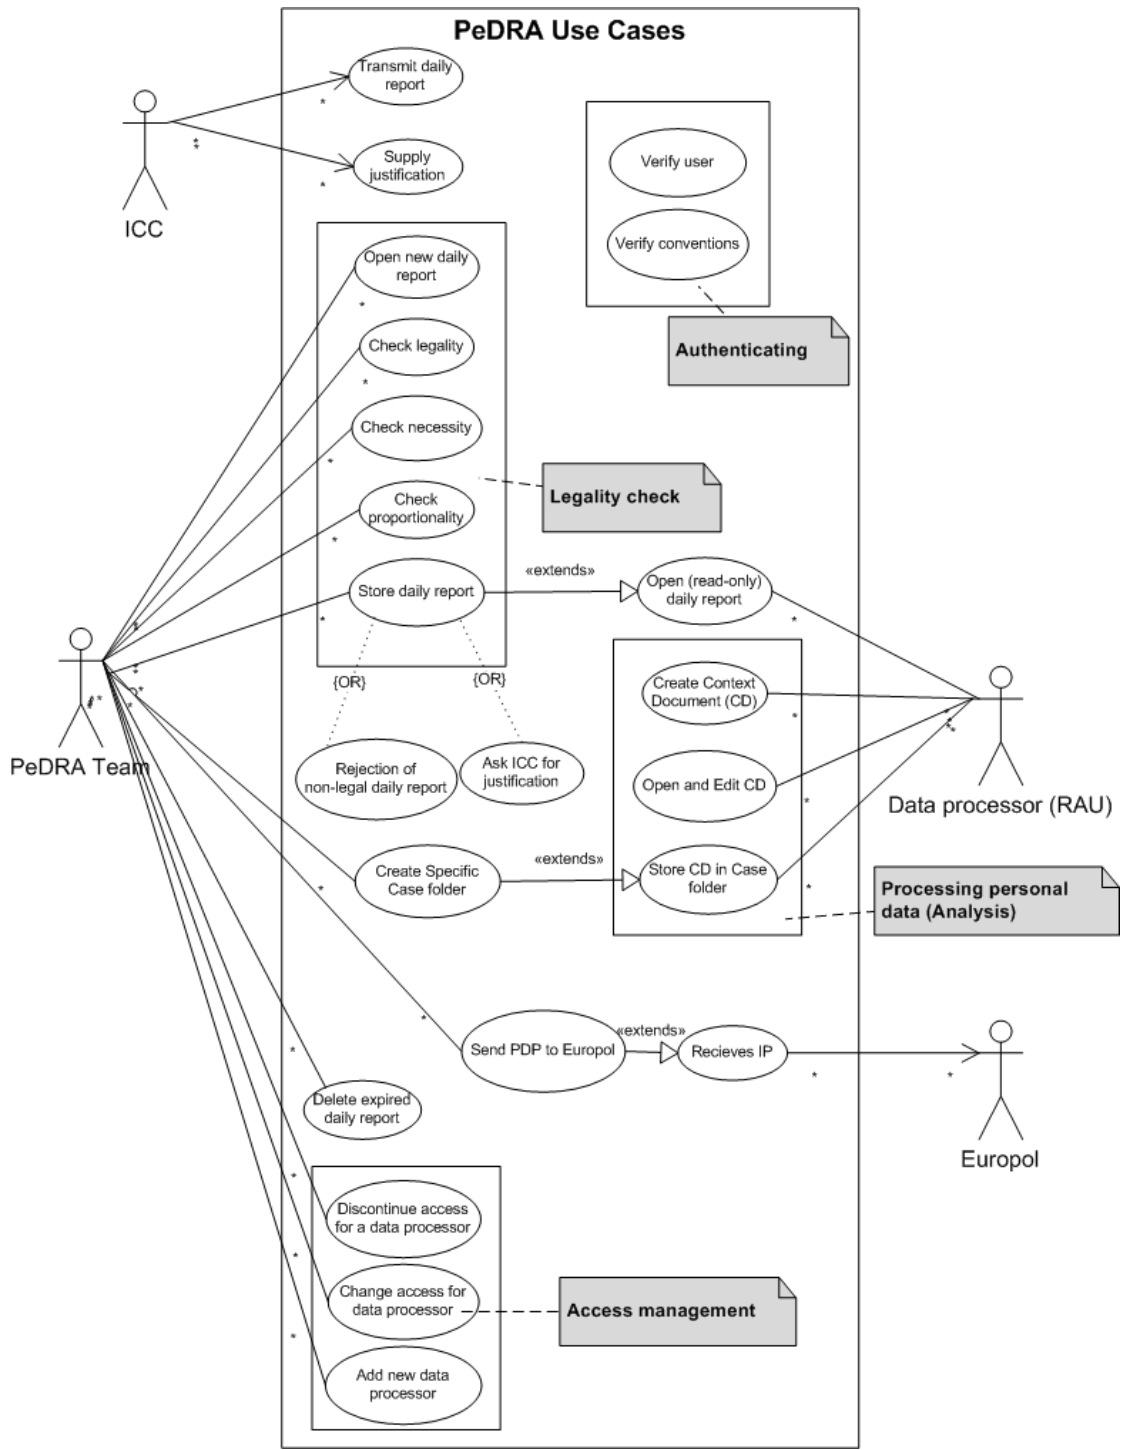 PeDRA Use Cases
Transmit daily
report
*
**
Supply
justification
*
ICC
Verify user
Verify conventions
Authenticating
Open new daily
report
*
Check legality
*
Check necessity
*
Check
proportionality
*
Legality check
Store daily report
*
«extends»
Open (read-only)
daily report
*
{OR}
{OR}
Rejection of
non-legal daily report
Ask ICC for
justification
PeDRA Team
Create Context
Document (CD)
*
Open and Edit CD
*
Data processor (RAU)
Create Specific
Case folder
*
«extends»
Store CD in Case
folder
*
Processing personal
data (Analysis)
Send PDP to Europol
*
«extends»
Recieves IP
*
*
Europol
Delete expired
daily report
*
Discontinue access
for a data processor
*
Change access for
data processor
*
Access management
Add new data
processor
*